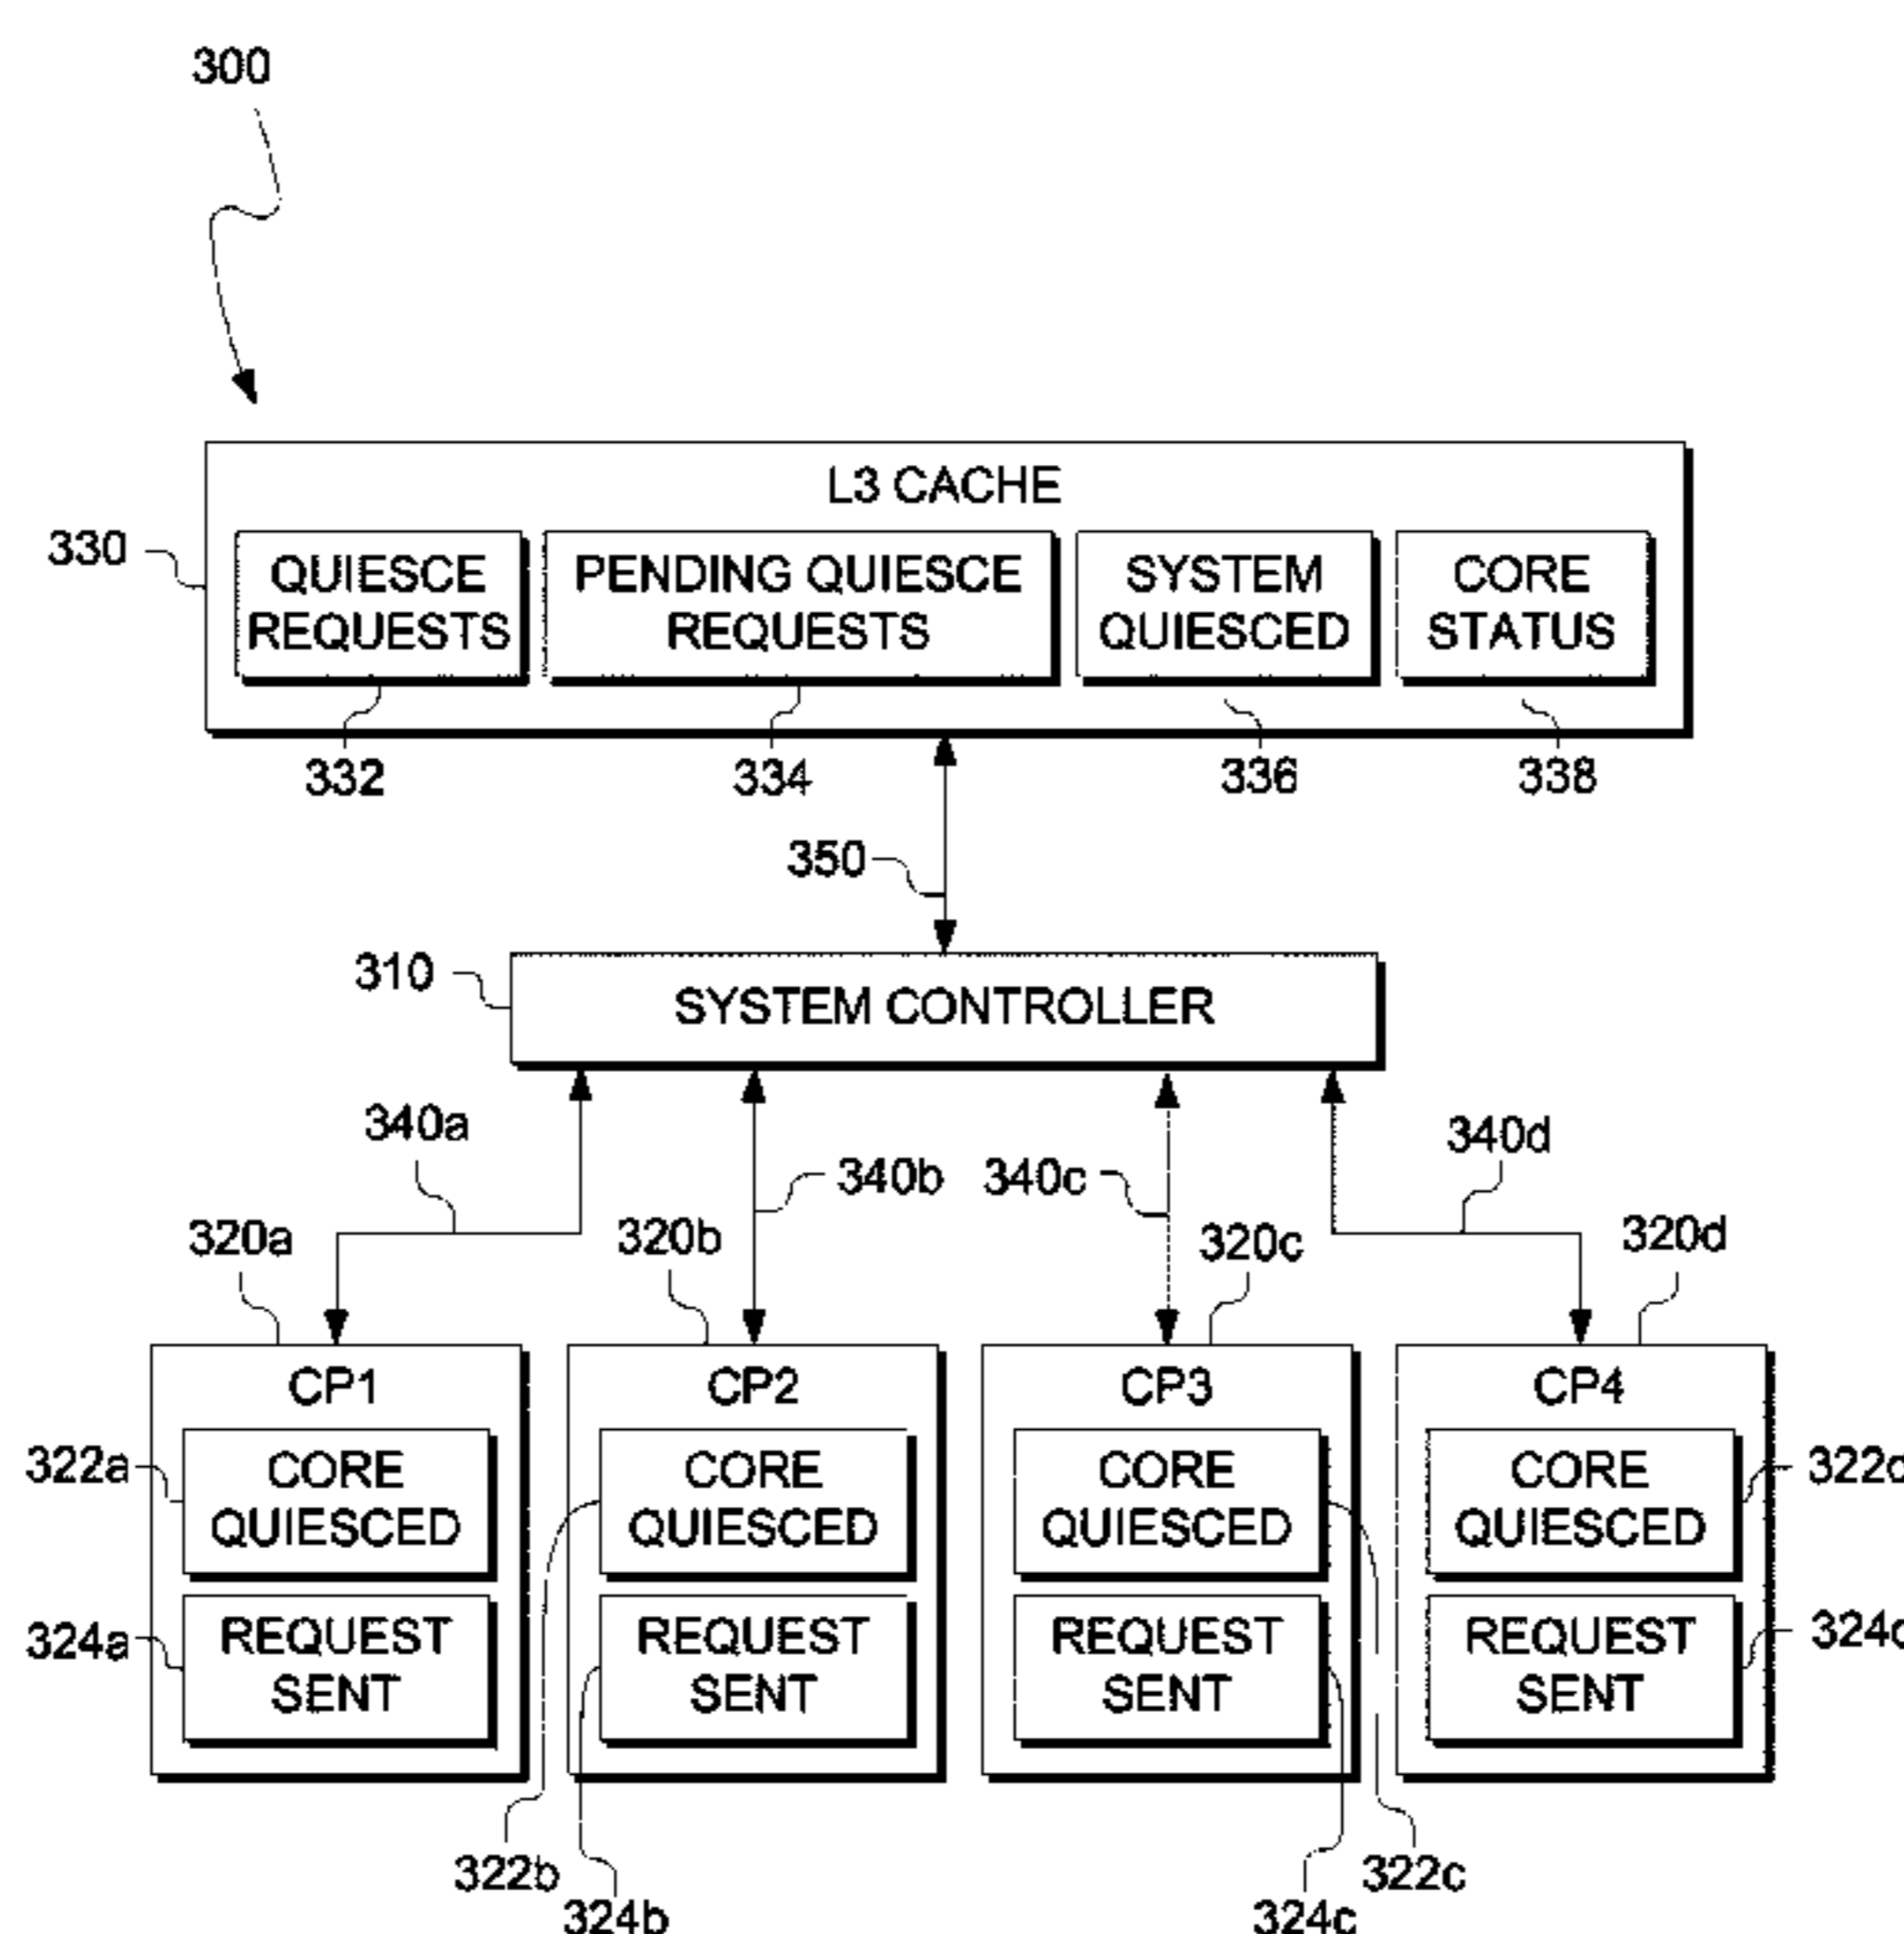 300
L3 CACHE
330
QUIESCE
REQUESTS
PENDING QUIESCE
REQUESTS
SYSTEM
QUIESCED
CORE
STATUS
332
334
336
338
350
310
SYSTEM CONTROLLER
340a
340b
340c
340d
320a
320b
320c
320d
CP1
CP2
CP3
CP4
322a
CORE
QUIESCED
CORE
QUIESCED
CORE
QUIESCED
CORE
QUIESCED
322d
324a
REQUEST
SENT
REQUEST
SENT
REQUEST
SENT
REQUEST
SENT
324d
322b
324b
324c
322c